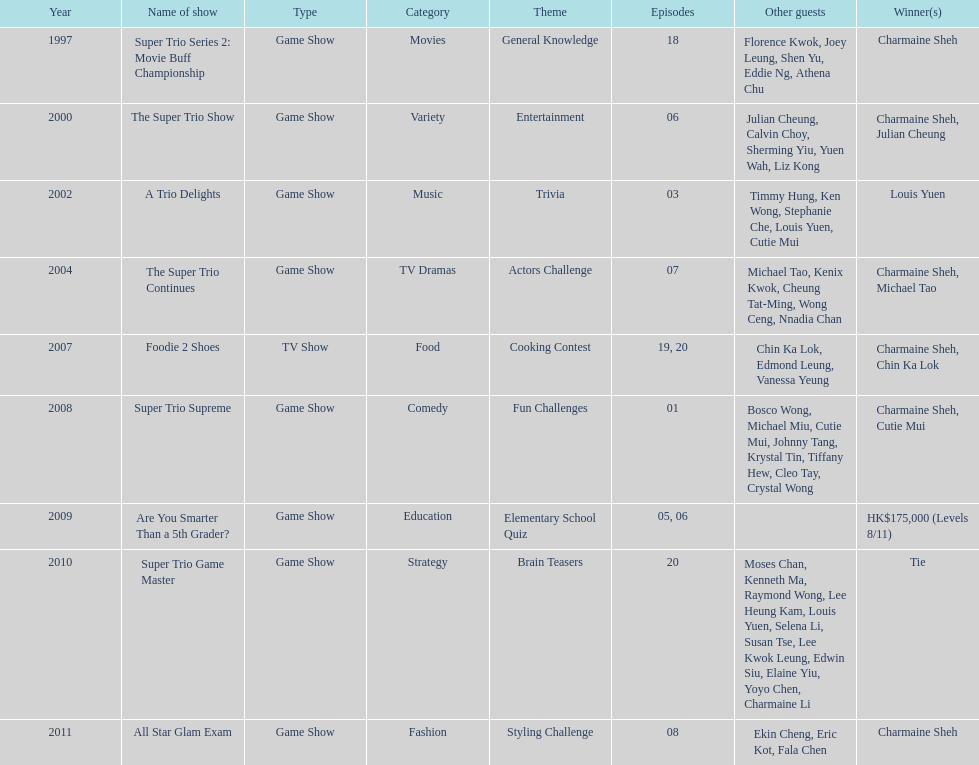 Year Name of show Type Category Theme Episodes Other guests Winner(s)
1997 Super Trio Series 2: Movie Buff Championship Game Show Movies General Knowledge 18 Florence Kwok, Joey Leung, Shen Yu, Eddie Ng, Athena Chu Charmaine Sheh
2000 The Super Trio Show Game Show Variety Entertainment 06 Julian Cheung, Calvin Choy, Sherming Yiu, Yuen Wah, Liz Kong Charmaine Sheh, Julian Cheung
2002 A Trio Delights Game Show Music Trivia 03 Timmy Hung, Ken Wong, Stephanie Che, Louis Yuen, Cutie Mui Louis Yuen
2004 The Super Trio Continues Game Show TV Dramas Actors Challenge 07 Michael Tao, Kenix Kwok, Cheung Tat-Ming, Wong Ceng, Nnadia Chan Charmaine Sheh, Michael Tao
2007 Foodie 2 Shoes TV Show Food Cooking Contest 19, 20 Chin Ka Lok, Edmond Leung, Vanessa Yeung Charmaine Sheh, Chin Ka Lok
2008 Super Trio Supreme Game Show Comedy Fun Challenges 01 Bosco Wong, Michael Miu, Cutie Mui, Johnny Tang, Krystal Tin, Tiffany Hew, Cleo Tay, Crystal Wong Charmaine Sheh, Cutie Mui
2009 Are You Smarter Than a 5th Grader? Game Show Education Elementary School Quiz 05, 06 HK$175,000 (Levels 8/11)
2010 Super Trio Game Master Game Show Strategy Brain Teasers 20 Moses Chan, Kenneth Ma, Raymond Wong, Lee Heung Kam, Louis Yuen, Selena Li, Susan Tse, Lee Kwok Leung, Edwin Siu, Elaine Yiu, Yoyo Chen, Charmaine Li Tie
2011 All Star Glam Exam Game Show Fashion Styling Challenge 08 Ekin Cheng, Eric Kot, Fala Chen Charmaine Sheh